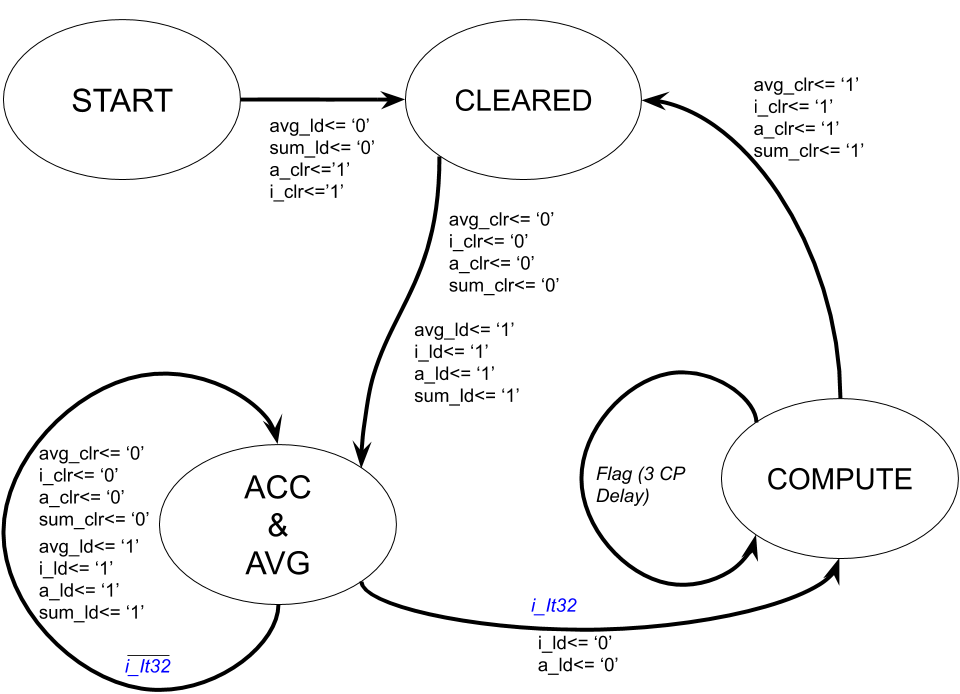 START
CLEARED
avg_ld<= ‘0’
sum_ld<= ‘0’
a_clr<=’1’
i_clr<=’1’
avg_clr<= ‘1’
i_clr<= ‘1’
a_clr<= ‘1’
sum_clr<= ‘1’
avg_clr<= ‘0’
i_clr<= ‘0’
a_clr<= ‘0’
sum_clr<= ‘0’
avg_ld<= ‘1’
i_ld<= ‘1’
a_ld<= ‘1’
sum_ld<= ‘1’
avg_clr<= ‘0’
i_clr<= ‘0’
a_clr<= ‘0’
sum_clr<= ‘0’
avg_ld<= ‘1’
i_ld<= ‘1’
a_ld<= ‘1’
sum_ld<= ‘1’
i_lt32
ACC
&
AVG
Flag (3 CP
Delay)
COMPUTE
i_lt32
i_ld<= ‘0’
a_ld<= ‘0’